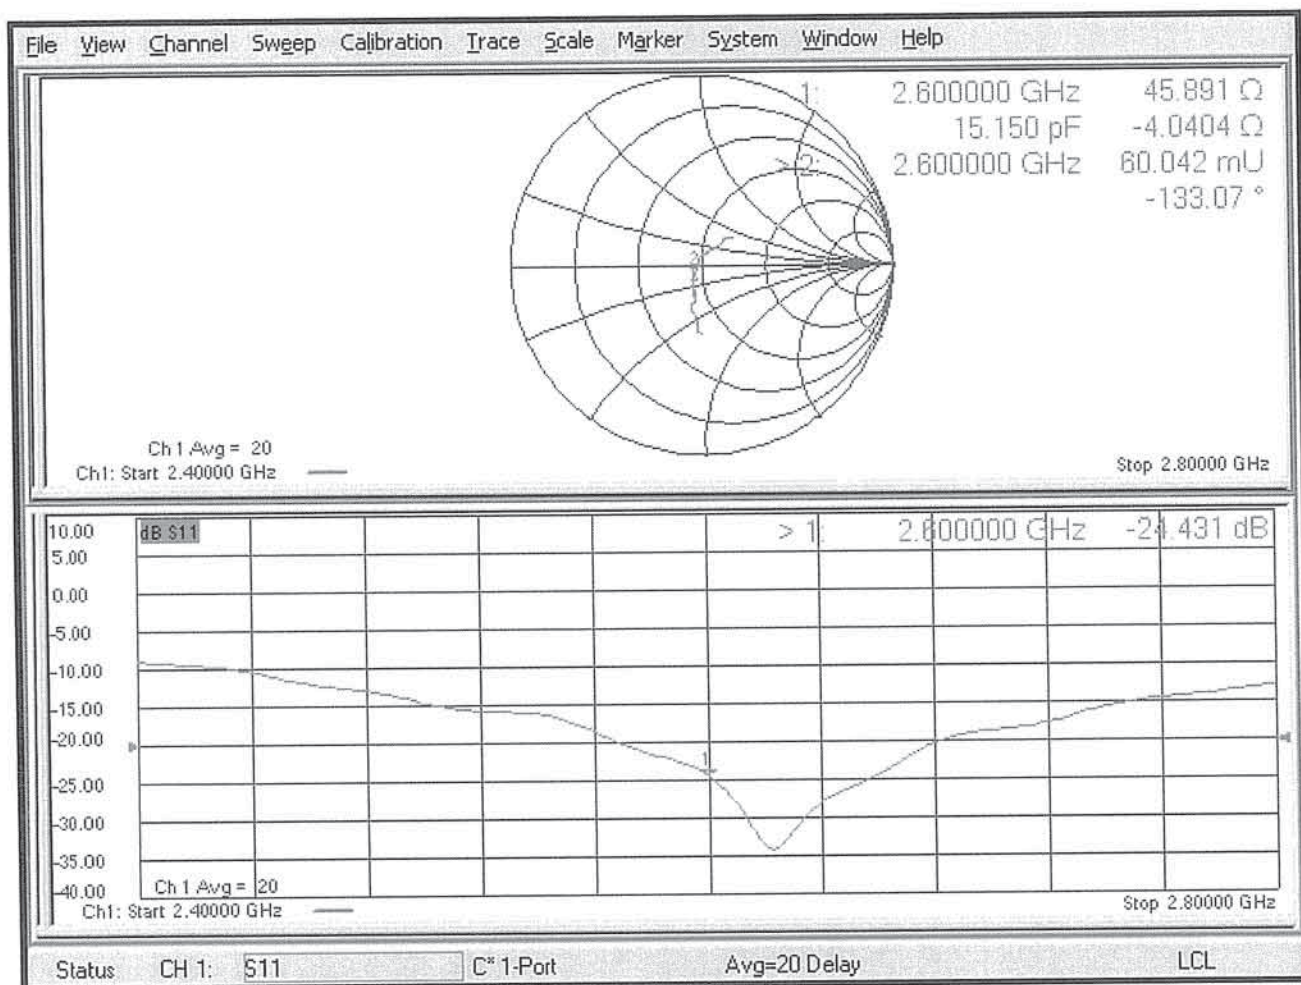 File View Channel Sweep Calibration Trace Scale Marker System Window Help
1: 2.600000 GHz 45.891 Ω
15.150 pF -4.0404 Ω
> 2: 2.600000 GHz 60.042 mU
-133.07 °
2
Ch 1 Avg = 20
Ch1: Start 2.40000 GHz
Stop 2.80000 GHz
10.00
dB S11
> 1: 2.600000 GHz -24.431 dB
5.00
0.00
-5.00
-10.00
-15.00
-20.00
1
-25.00
-30.00
-35.00
-40.00
Ch 1 Avg = 20
Ch1: Start 2.40000 GHz
Stop 2.80000 GHz
Status CH 1: S11 C* 1-Port Avg=20 Delay LCL